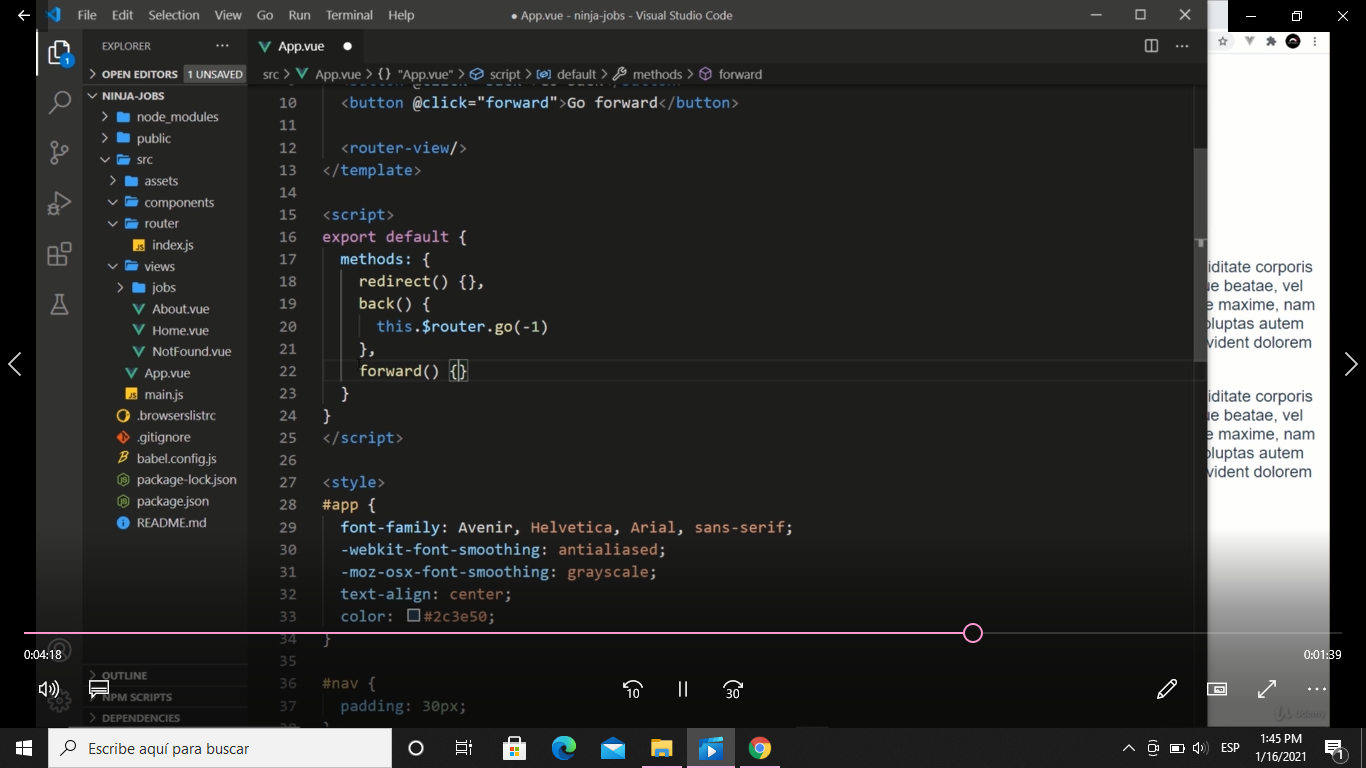 File Edit Selection View Go Run Terminal Help
● App.vue - ninja-jobs - Visual Studio Code
EXPLORER
App.vue
OPEN EDITORS 1 UNSAVED
src > App.vue > {} "App.vue" > script > default > methods > forward
NINJA-JOBS
node_modules
public
src
assets
components
router
index.js
views
jobs
About.vue
Home.vue
NotFound.vue
App.vue
main.js
.browserslistrc
.gitignore
babel.config.js
package-lock.json
package.json
README.md
OUTLINE
NPM SCRIPTS
DEPENDENCIES
1
10 <button @click="forward">Go forward</button>
11
12 <router-view/>
13 </template>
14
15 <script>
16 export default {
17 methods: {
18 redirect() {},
19 back() {
20 this.$router.go(-1)
21 },
22 forward() {}
23 }
24 }
25 </script>
26
27 <style>
28 #app {
29 font-family: Avenir, Helvetica, Arial, sans-serif;
30 -webkit-font-smoothing: antialiased;
31 -moz-osx-font-smoothing: grayscale;
32 text-align: center;
33 color: #2c3e50;
34 }
35
36 #nav {
37 padding: 30px;
iditate corporis
ue beatae, vel
e maxime, nam
oluptas autem
vident dolorem
iditate corporis
ue beatae, vel
e maxime, nam
oluptas autem
vident dolorem
0:04:18
0:01:39
10
30
Udemy
Escribe aquí para buscar
ESP
1:45 PM
1/16/2021
1